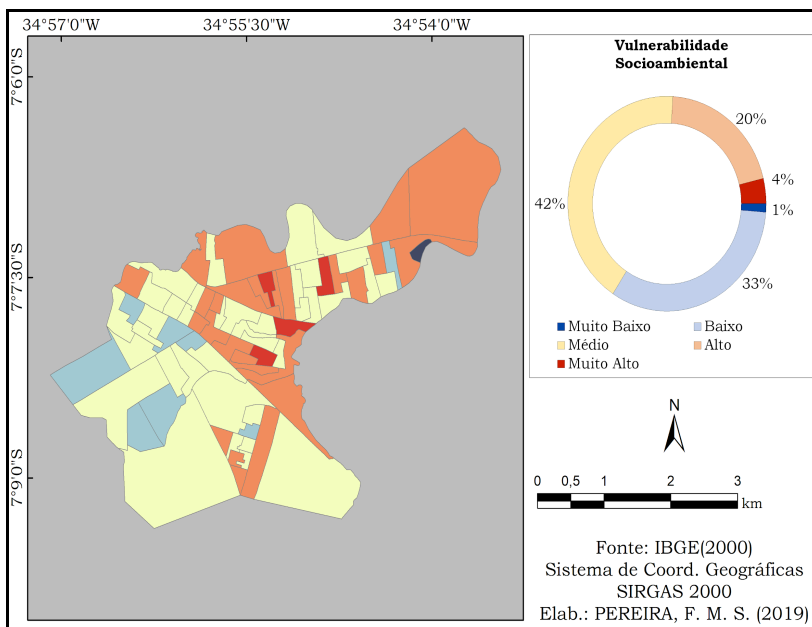 34°57'0"W
34°55'30"W
34°54'0"W
7°6'0"S
7°7'30"S
7°9'0"S
Vulnerabilidade
Socioambiental
20%
4%
1%
42%
33%
Muito Baixo
Baixo
Médio
Alto
Muito Alto
N
0 0,5 1 2 3
km
Fonte: IBGE(2000)
Sistema de Coord. Geográficas
SIRGAS 2000
Elab.: PEREIRA, F. M. S. (2019)